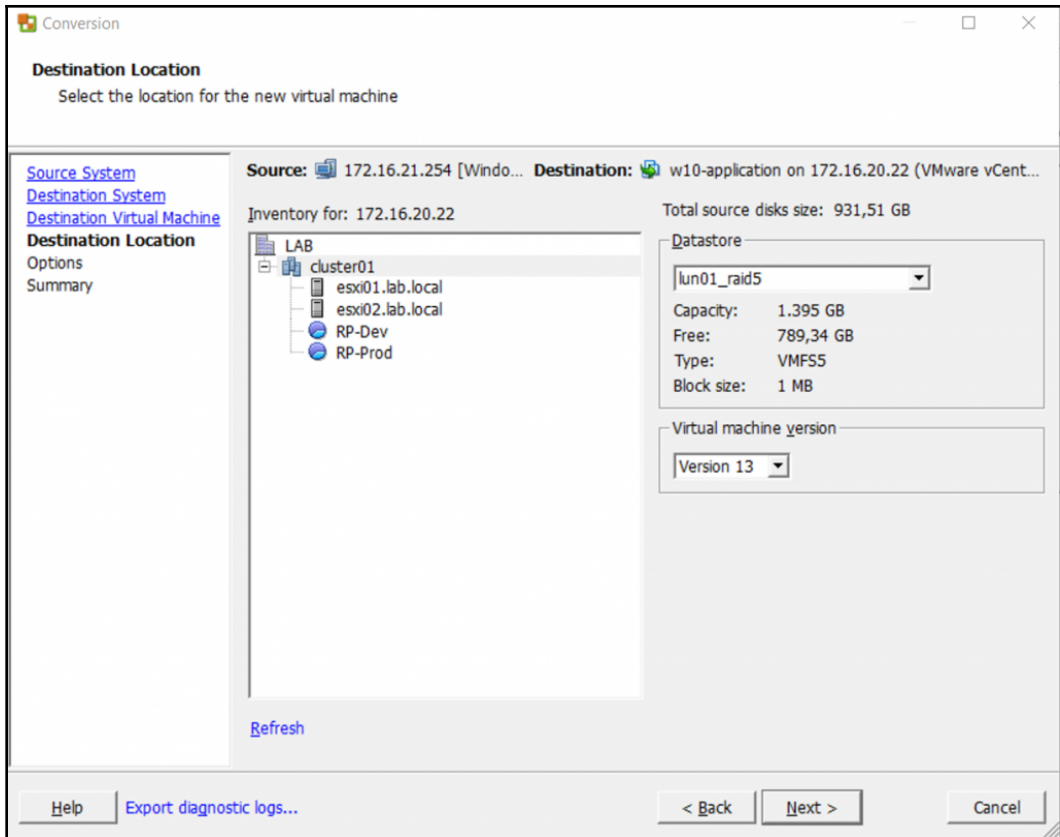 Conversion
Destination Location
Select the location for the new virtual machine
Source System
Destination System
Destination Virtual Machine
Destination Location
Options
Summary
Source: 172.16.21.254 [Windo... Destination: w10-application on 172.16.20.22 (VMware vCent...
Inventory for: 172.16.20.22
LAB
cluster01
esxi01.lab.local
esxi02.lab.local
RP-Dev
RP-Prod
Refresh
Total source disks size: 931,51 GB
Datastore
lun01_raid5
Capacity: 1.395 GB
Free: 789,34 GB
Type: VMFS5
Block size: 1 MB
Virtual machine version
Version 13
Help
Export diagnostic logs...
< Back
Next >
Cancel